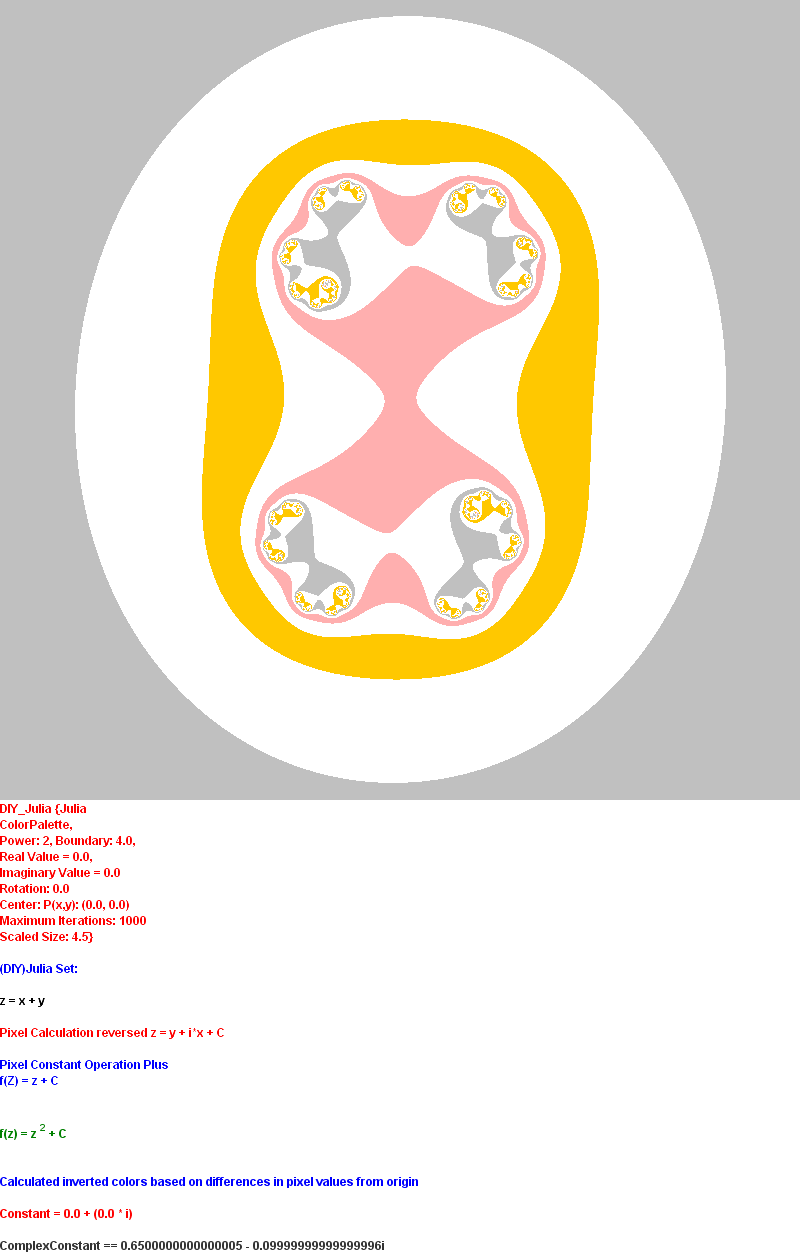 DIY_Julia {Julia
ColorPalette,
Power: 2, Boundary: 4.0,
Real Value = 0.0,
Imaginary Value = 0.0
Rotation: 0.0
Center: P(x,y): (0.0, 0.0)
Maximum Iterations: 1000
Scaled Size: 4.5}
(DIY)Julia Set:
z = x + y
Pixel Calculation reversed z = y + i*x + C
Pixel Constant Operation Plus
f(Z) = z + C
f(z) = z 2 + C
Calculated inverted colors based on differences in pixel values from origin
Constant = 0.0 + (0.0 * i)
ComplexConstant == 0.6500000000000005 - 0.09999999999999996i